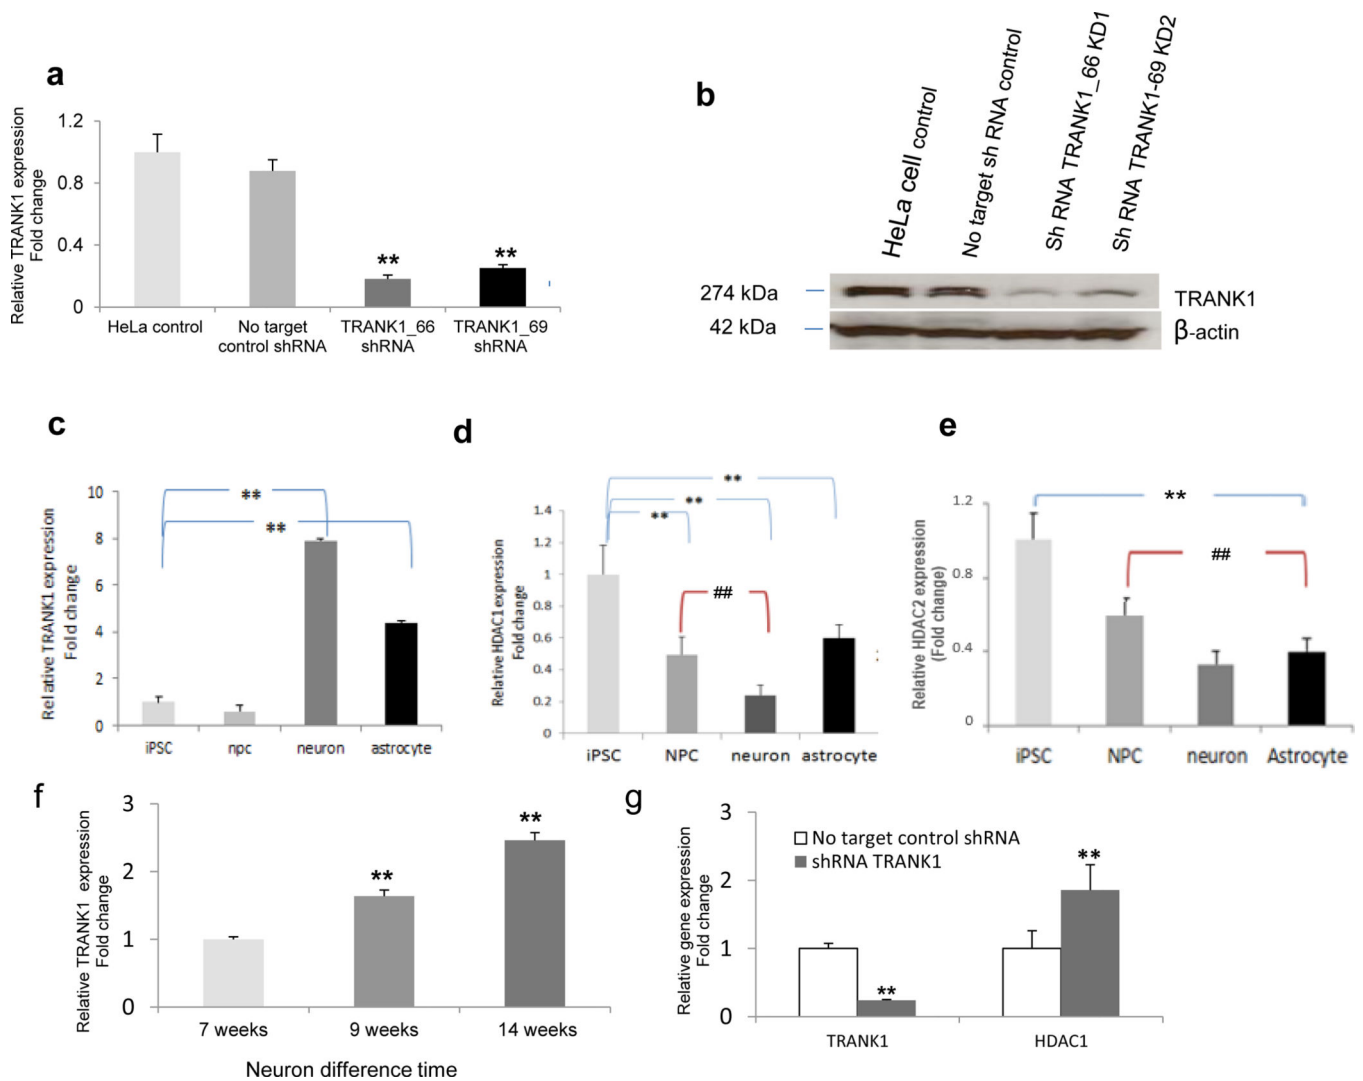 a
Relative TRANK1 expression
Fold change
1.2
0.8
0.4
0
**
**
HeLa control
No target
control shRNA
TRANK1_66
shRNA
TRANK1_69
shRNA
b
HeLa cell control
No target sh RNA control
Sh RNA TRANK1_66 KD1
Sh RNA TRANK1-69 KD2
274 kDa
42 kDa
TRANK1
β-actin
c
Relative TRANK1 expression
Fold change
10
8
6
4
2
0
**
**
iPSC
npc
neuron
astrocyte
d
Relative HDAC1 expression
Fold change
1.4
1.2
1
0.8
0.6
0.4
0.2
0
**
**
**
##
iPSC
NPC
neuron
astrocyte
e
Relative HDAC2 expression
(Fold change)
1.2
0.8
0.4
0
**
##
iPSC
NPC
neuron
Astrocyte
f
Relative TRANK1 expression
Fold change
3
2
1
0
**
**
7 weeks
9 weeks
14 weeks
Neuron difference time
g
Relative gene expression
Fold change
3
2
1
0
No target control shRNA
shRNA TRANK1
**
**
TRANK1
HDAC1